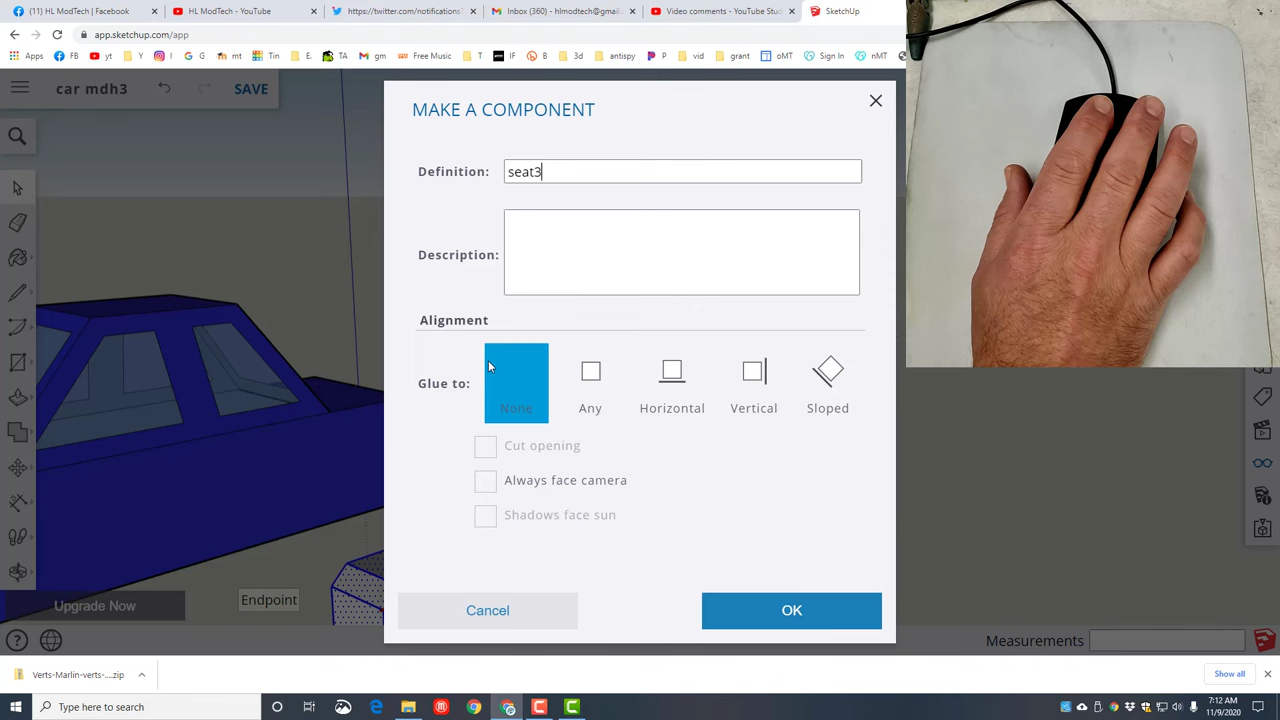 (11) HL ModTech | Facebook
HL ModTech - YouTube
https://twitter.com/notifications
Inbox (360) - hlmodtech@gmail.
Video comments - YouTube
SketchUp
app.sketchup.com/app
Apps
G
ingt
mt
Tin
TA
gm
Free Music
IF
B
3d
antispy
P
vid
grant
oMT
Sign In
nMT
car mdh3
SAVE
MAKE A COMPONENT
Definition:
seat3
Description:
Alignment
Glue to:
None
Any
Horizontal
Vertical
Sloped
Cut opening
Always face camera
Shadows face sun
Cancel
OK
Upgrade Now
Endpoint
Measurements
Verts-Marlin-verts-....zip
Show all
Type here to search
7:12 AM
11/9/2020